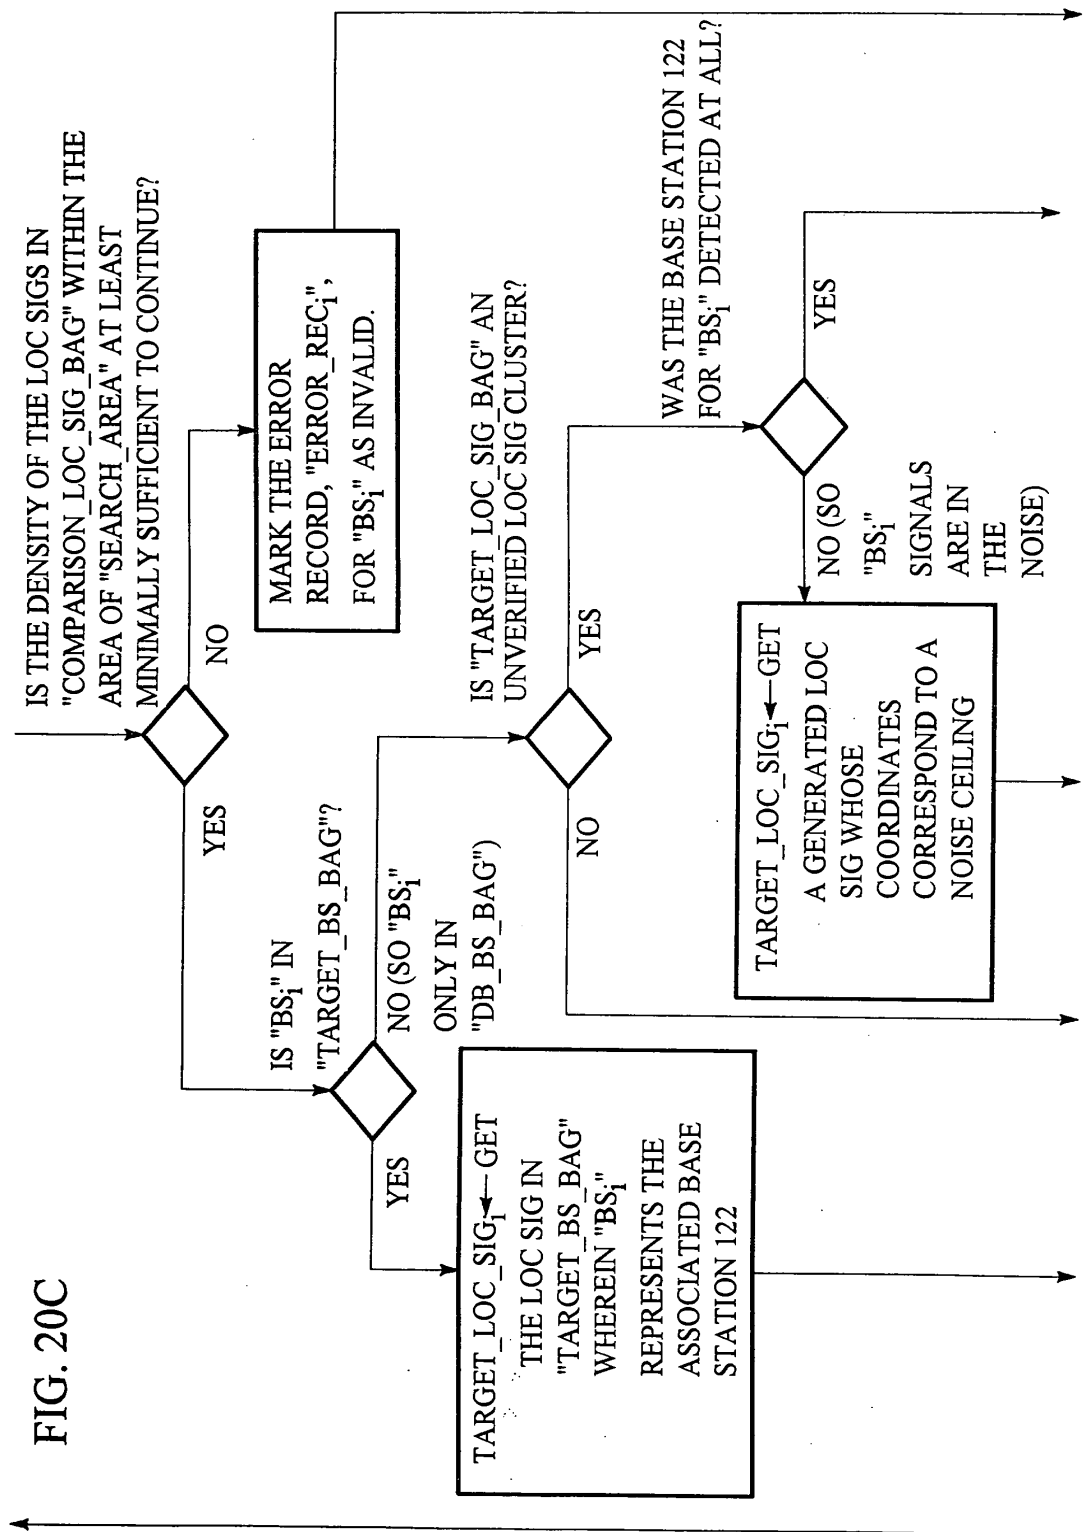 FIG. 20C
IS THE DENSITY OF THE LOC SIGS IN
"COMPARISON_LOC_SIG_BAG" WITHIN THE
AREA OF "SEARCH_AREA" AT LEAST
MINIMALLY SUFFICIENT TO CONTINUE?
YES
NO
MARK THE ERROR
RECORD, "ERROR_RECi",
FOR "BSi" AS INVALID.
IS "BSi" IN
"TARGET_BS_BAG"?
YES
NO (SO "BSi"
ONLY IN
"DB_BS_BAG")
TARGET_LOC_SIGi←GET
THE LOC SIG IN
"TARGET_BS_BAG"
WHEREIN "BSi"
REPRESENTS THE
ASSOCIATED BASE
STATION 122
IS "TARGET_LOC_SIG_BAG" AN
UNVERIFIED LOC SIG CLUSTER?
NO
YES
WAS THE BASE STATION 122
FOR "BSi" DETECTED AT ALL?
NO (SO
"BSi"
SIGNALS
ARE IN
THE
NOISE)
YES
TARGET_LOC_SIGi←GET
A GENERATED LOC
SIG WHOSE
COORDINATES
CORRESPOND TO A
NOISE CEILING